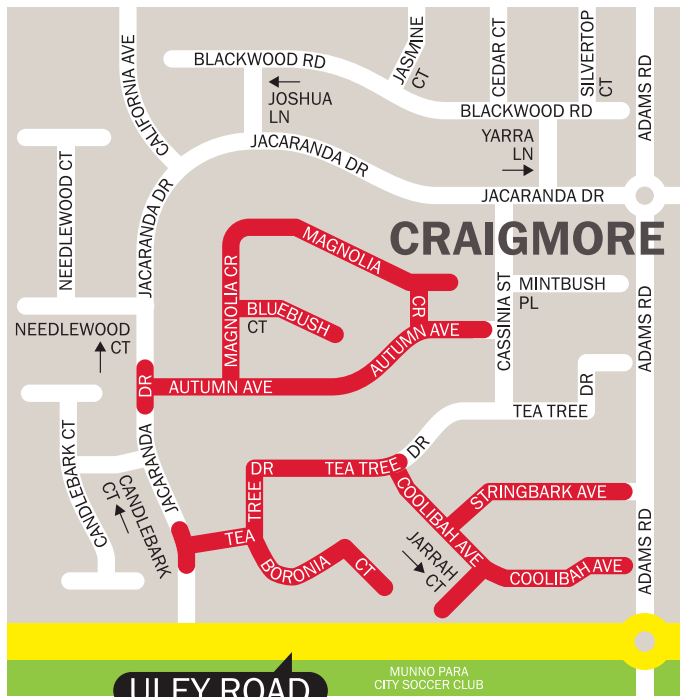 CALIFORNIA AVE
BLACKWOOD RD
JASMINE
CT
CEDAR CT
SILVERTOP
CT
ADAMS RD
JOSHUA
LN
BLACKWOOD RD
YARRA
LN
JACARANDA DR
JACARANDA DR
NEEDLEWOOD CT
JACARANDA DR
CRAIGMORE
MAGNOLIA
MAGNOLIA CR
CR
CASSINIA ST
MINTBUSH
PL
ADAMS RD
BLUEBUSH
CT
NEEDLEWOOD
CT
AUTUMN AVE
AUTUMN AVE
DR
TEA TREE
DR
CANDLEBARK CT
JACARANDA
CANDLEBARK
CT
DR
TEA TREE
DR
TREE
TEA
COOLIBAH AVE
STRINGBARK AVE
ADAMS RD
JARRAH
CT
BORONIA
CT
COOLIBAH AVE
ULEY ROAD
MUNNO PARA
CITY SOCCER CLUB